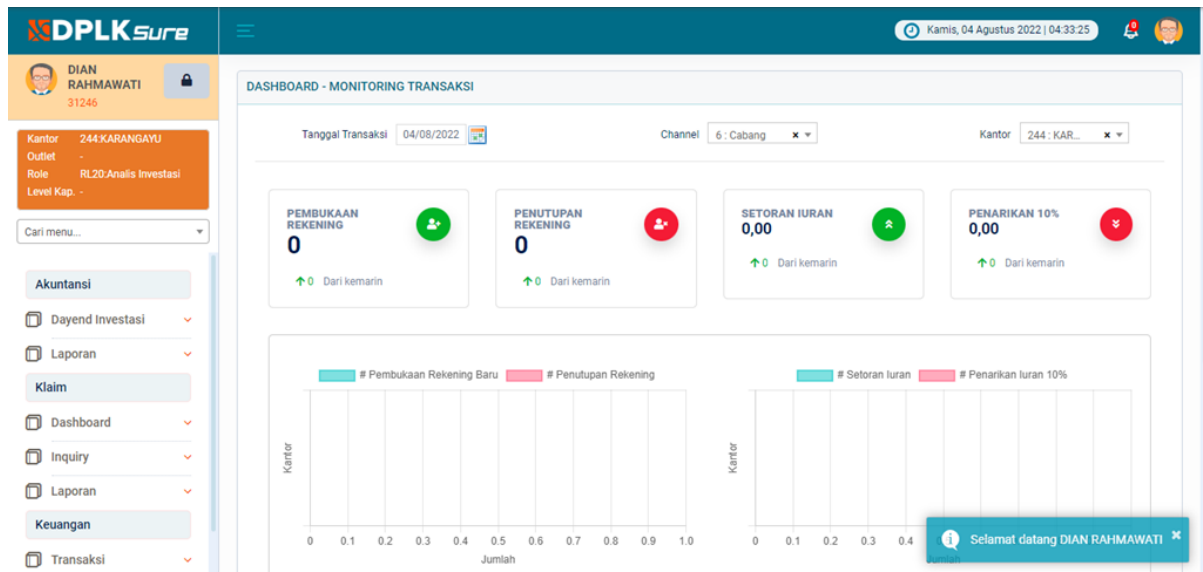 DPLKSure
Kamis, 04 Agustus 2022 | 04:33:25
DIAN
RAHMAWATI
31246
Kantor 244:KARANGAYU
Outlet -
Role RL20:Analis Investasi
Level Kap. -
Cari menu...
Akuntansi
Dayend Investasi
Laporan
Klaim
Dashboard
Inquiry
Laporan
Keuangan
Transaksi
DASHBOARD - MONITORING TRANSAKSI
Tanggal Transaksi 04/08/2022 Channel 6 : Cabang x Kantor 244 : KAR... x
PEMBUKAAN
REKENING
0
0 Dari kemarin
PENUTUPAN
REKENING
0
0 Dari kemarin
SETORAN IURAN
0,00
0 Dari kemarin
PENARIKAN 10%
0,00
0 Dari kemarin
# Pembukaan Rekening Baru # Penutupan Rekening
Kantor
0 0.1 0.2 0.3 0.4 0.5 0.6 0.7 0.8 0.9 1.0
Jumlah
# Setoran Iuran # Penarikan Iuran 10%
Kantor
0 0.1 0.2 0.3 0.4
Jumlah
Selamat datang DIAN RAHMAWATI ×